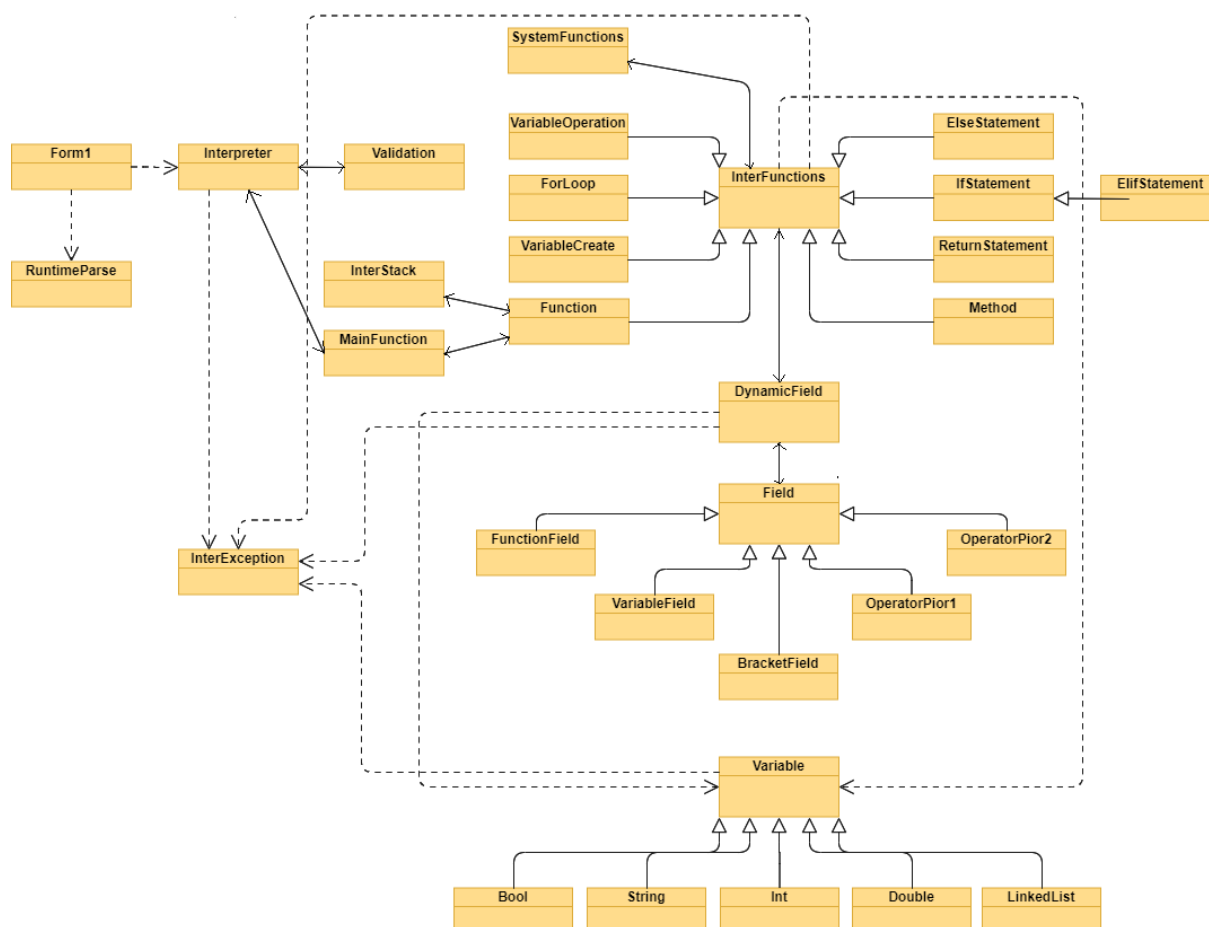 SystemFunctions
VariableOperation
ElseStatement
Form1
Interpreter
Validation
ForLoop
InterFunctions
IfStatement
ElifStatement
VariableCreate
ReturnStatement
RuntimeParse
InterStack
Function
Method
MainFunction
DynamicField
Field
InterException
FunctionField
OperatorPior2
VariableField
OperatorPior1
BracketField
Variable
Bool
String
Int
Double
LinkedList